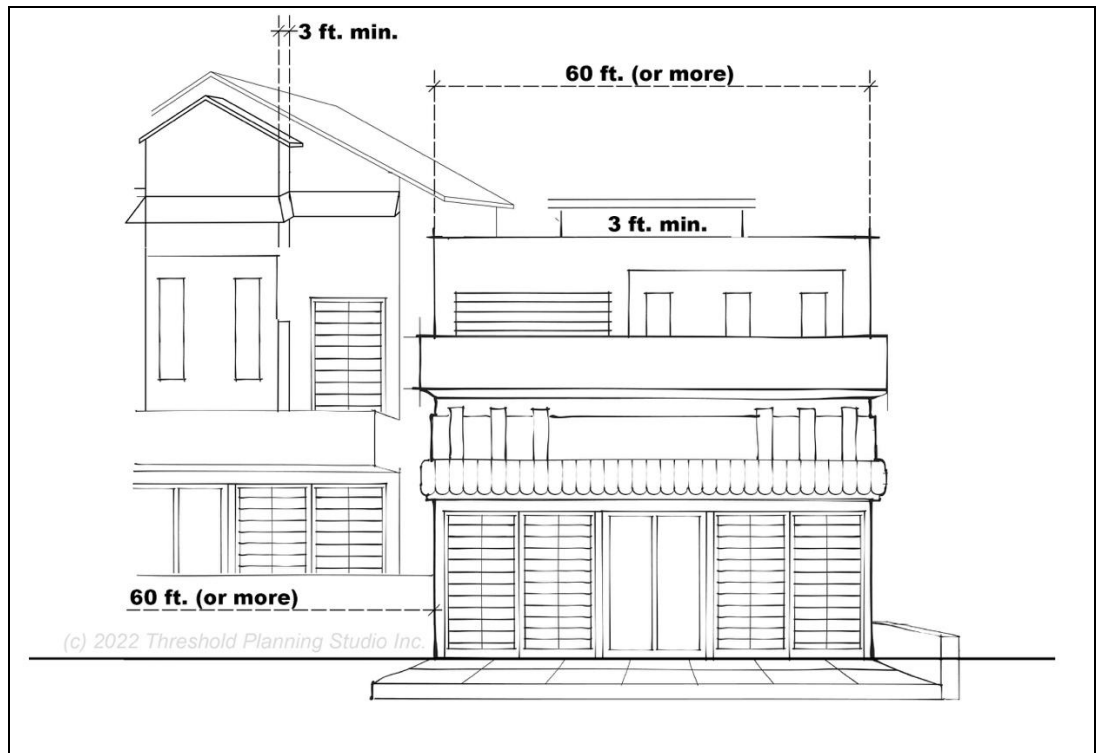 3 ft. min.
60 ft. (or more)
3 ft. min.
60 ft. (or more)
(c) 2022 Threshold Planning Studio Inc.